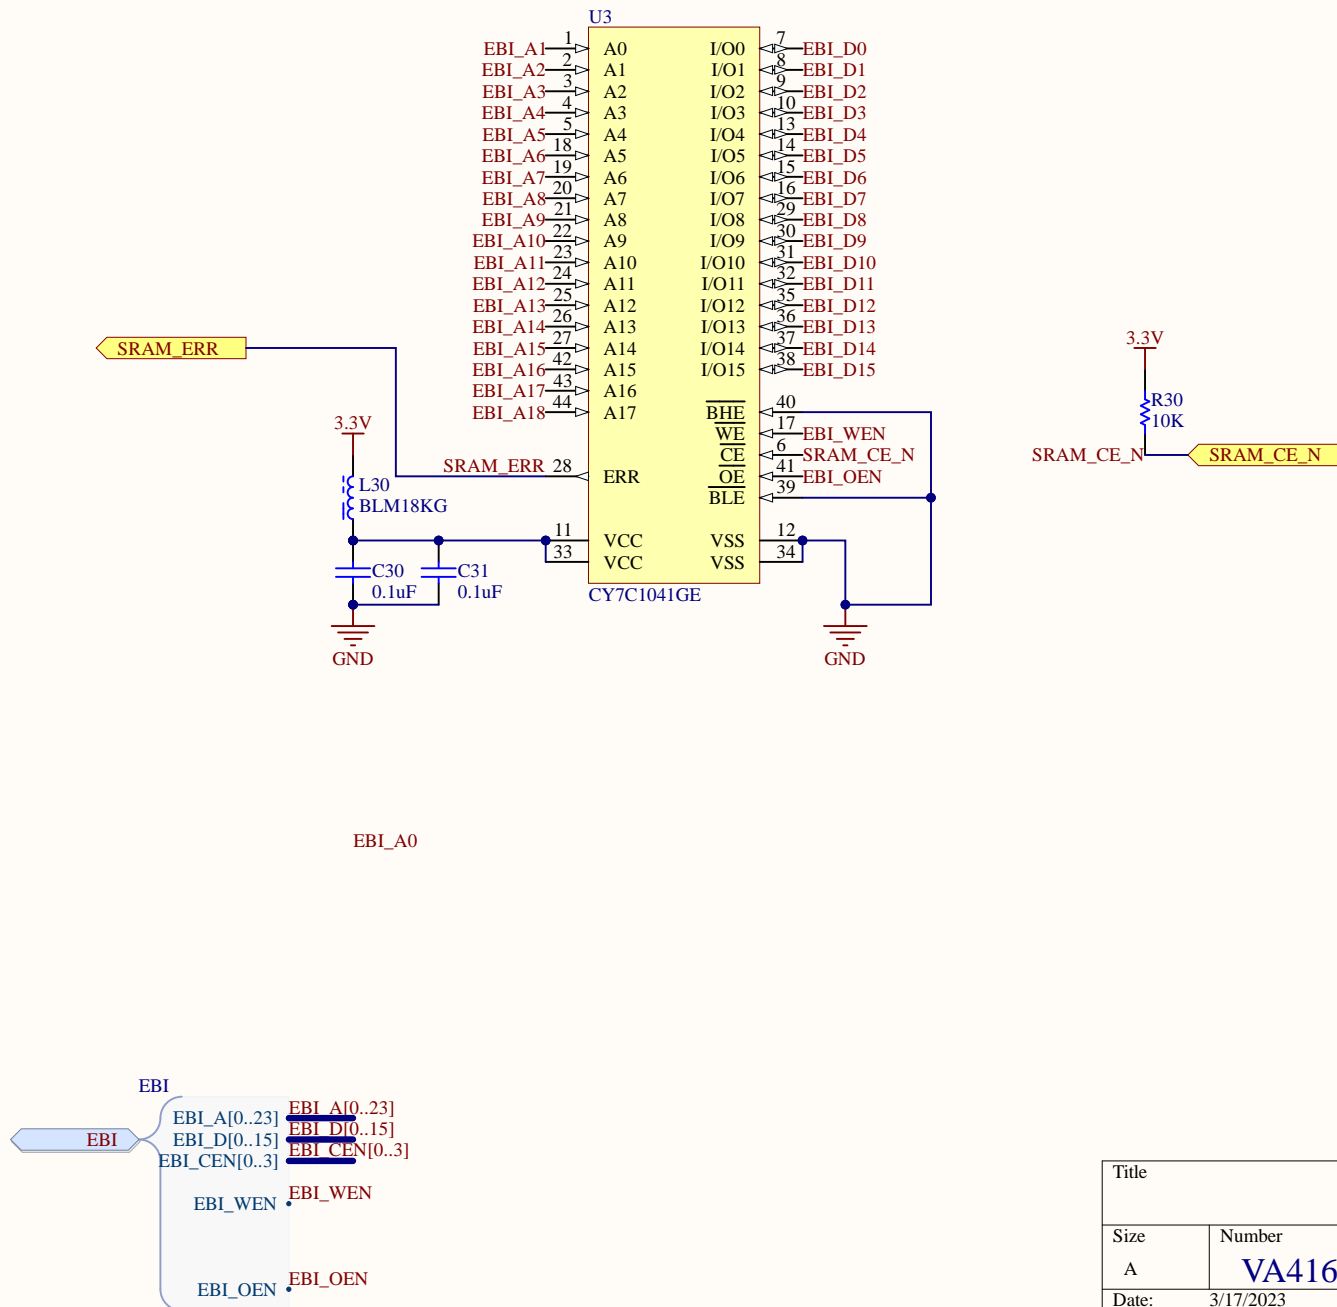 U3
EBI_A1 1 A0 I/O0 7 EBI_D0
EBI_A2 2 A1 I/O1 8 EBI_D1
EBI_A3 3 A2 I/O2 9 EBI_D2
EBI_A4 4 A3 I/O3 10 EBI_D3
EBI_A5 5 A4 I/O4 13 EBI_D4
EBI_A6 18 A5 I/O5 14 EBI_D5
EBI_A7 19 A6 I/O6 15 EBI_D6
EBI_A8 20 A7 I/O7 16 EBI_D7
EBI_A9 21 A8 I/O8 29 EBI_D8
EBI_A10 22 A9 I/O9 30 EBI_D9
EBI_A11 23 A10 I/O10 31 EBI_D10
EBI_A12 24 A11 I/O11 32 EBI_D11
EBI_A13 25 A12 I/O12 35 EBI_D12
EBI_A14 26 A13 I/O13 36 EBI_D13
SRAM_ERR EBI_A15 27 A14 I/O14 37 EBI_D14 3.3V
EBI_A16 42 A15 I/O15 38 EBI_D15
EBI_A17 43 A16
R30
EBI_A18 44 A17 BHE 40
10K
3.3V
WE 17 EBI_WEN
CE 6 SRAM_CE_N SRAM_CE_N SRAM_CE_N
SRAM_ERR 28 ERR OE 41 EBI_OEN
L30
BLE 39
BLM18KG
11 VCC VSS 12
33 VCC VSS 34
C30 C31
0.1uF 0.1uF
CY7C1041GE
GND GND
EBI_A0
EBI
EBI_A[0..23] EBI_A[0..23]
EBI EBI_D[0..15] EBI_D[0..15]
EBI_CEN[0..3] EBI_CEN[0..3]
EBI_WEN EBI_WEN
EBI_OEN EBI_OEN
Title
Size Number
A VA416
Date: 3/17/2023